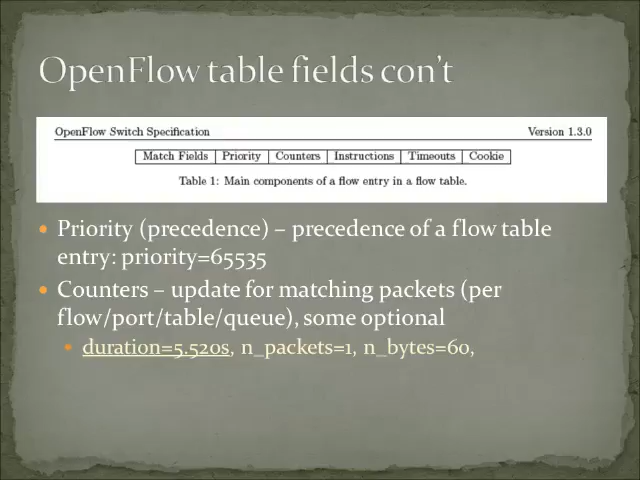 OpenFlow table fields con't
OpenFlow Switch Specification Version 1.3.0
Match Fields Priority Counters Instructions Timeouts Cookie
Table 1: Main components of a flow entry in a flow table.
• Priority (precedence) – precedence of a flow table
entry: priority=65535
• Counters – update for matching packets (per
flow/port/table/queue), some optional
• duration=5.520s, n_packets=1, n_bytes=60,